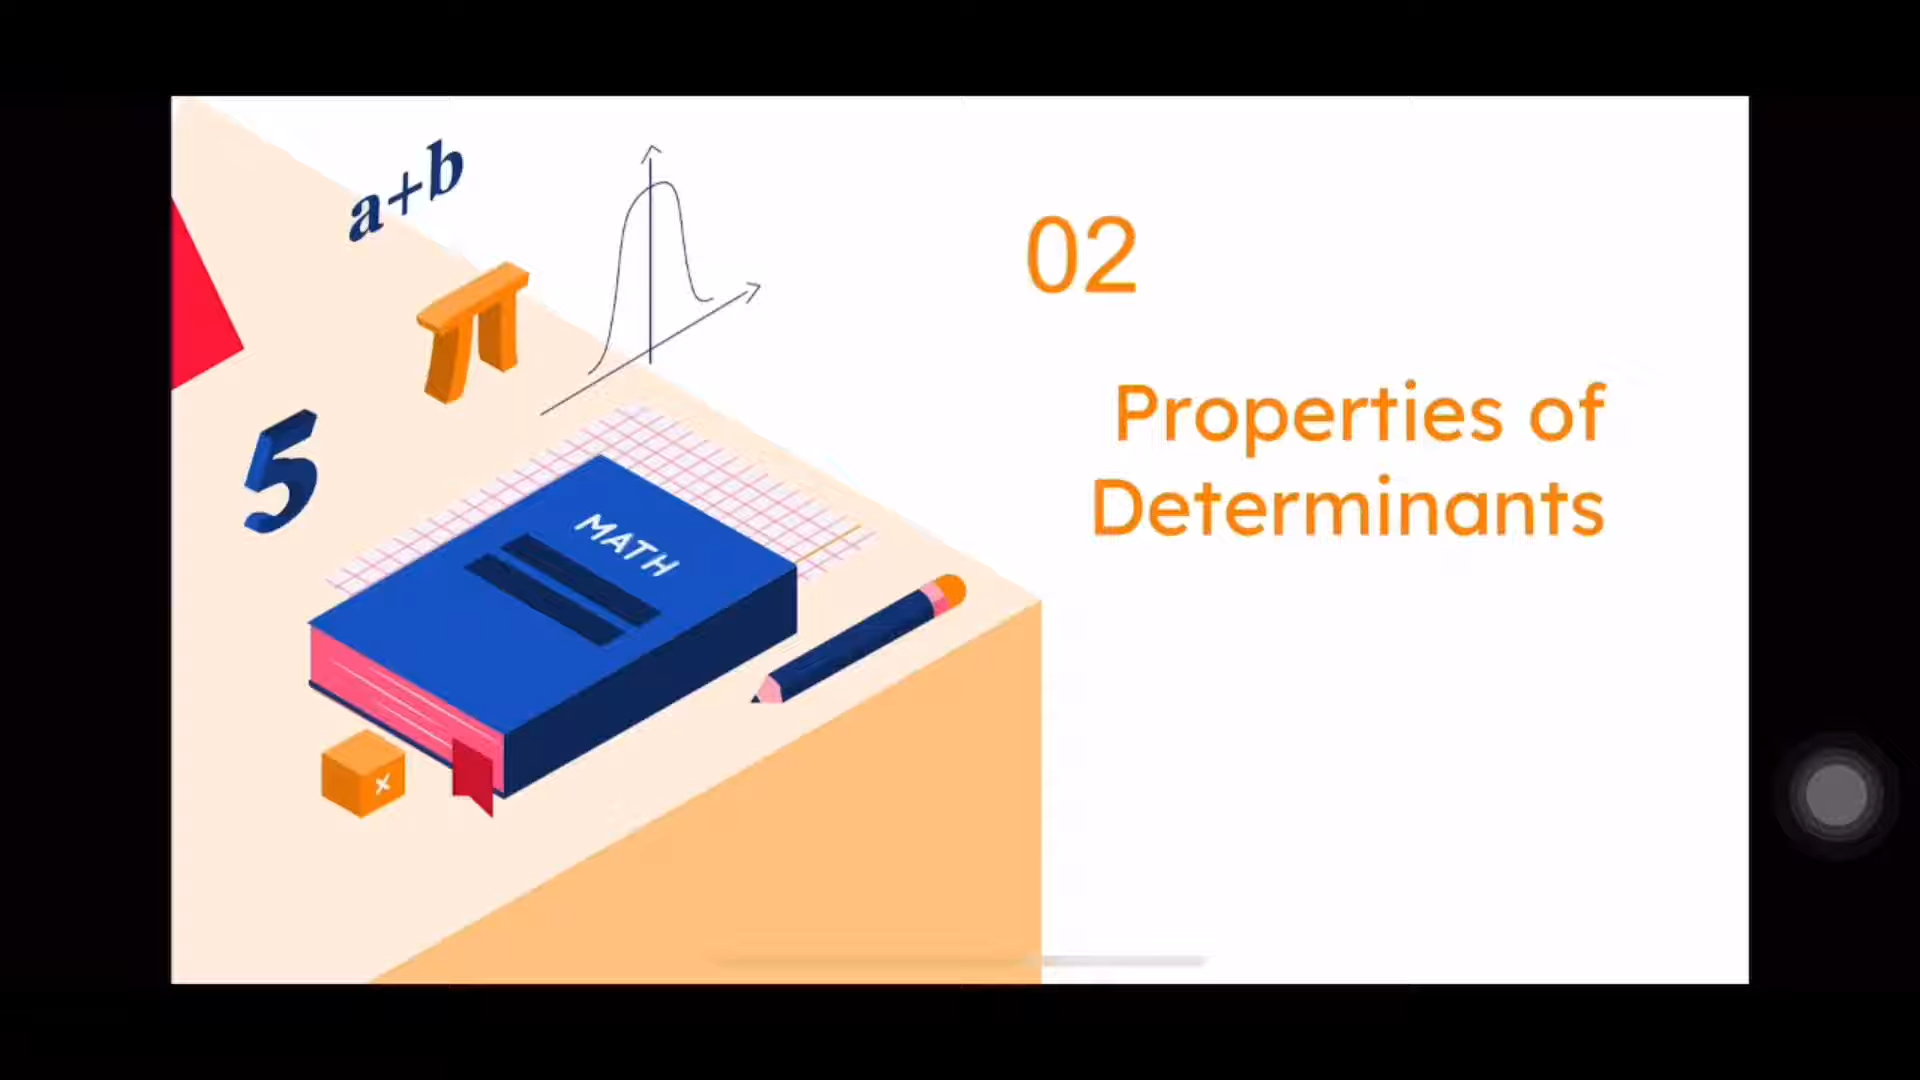 a+b
π
5
MATH
×
02
Properties of
Determinants